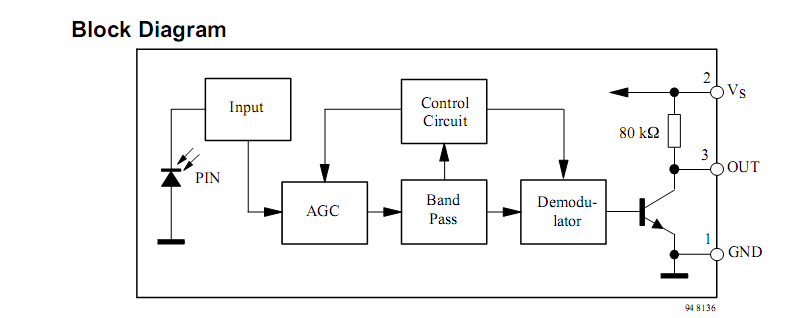 Block Diagram
2
VS
Input
Control
Circuit
80 kΩ
3
OUT
PIN
AGC
Band
Pass
Demodu-
lator
1
GND
94 8136